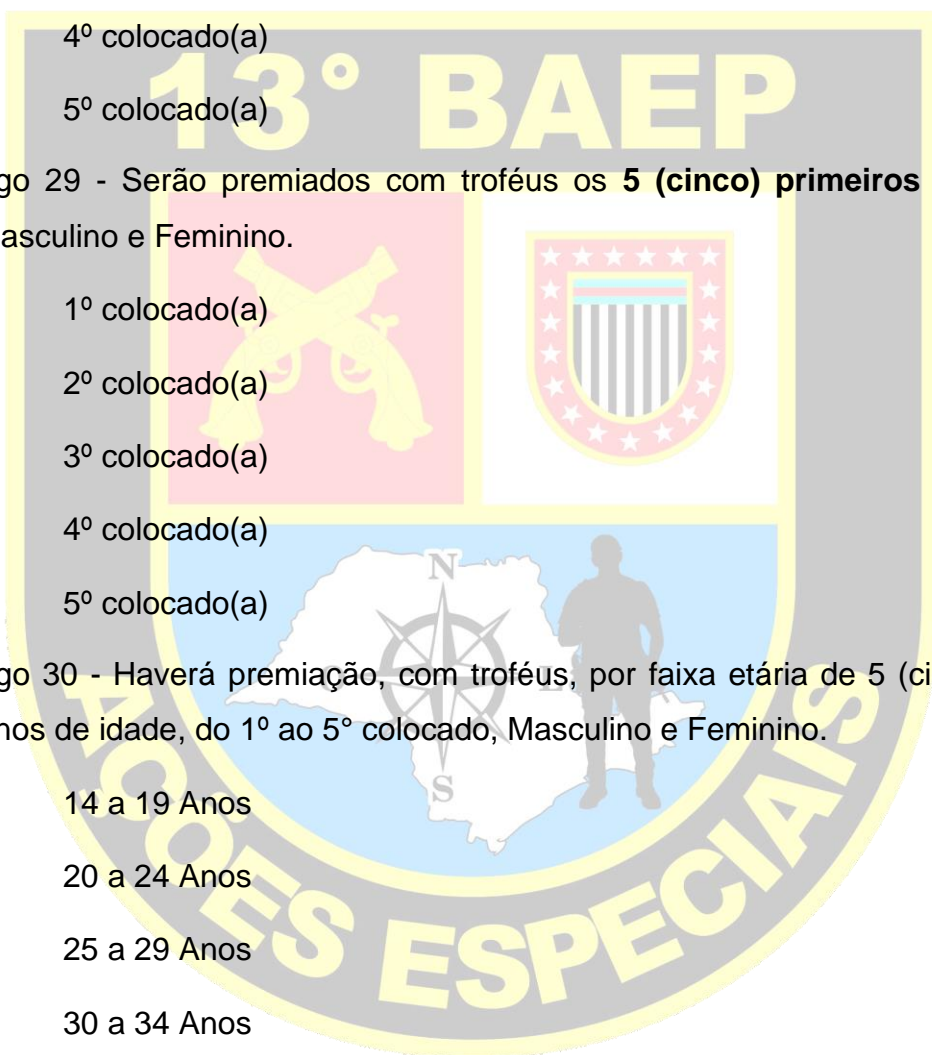 4º colocado(a)
13° BAEP
5º colocado(a)
go 29 - Serão premiados com troféus os 5 (cinco) primeiros
asculino e Feminino.
1º colocado(a)
2º colocado(a)
3º colocado(a)
4º colocado(a)
N
5º colocado(a)
go 30 - Haverá premiação, com troféus, por faixa etária de 5 (ci
nos de idade, do 1º ao 5° colocado, Masculino e Feminino.
S
14 a 19 Anos
20 a 24 Anos
25 a 29 Anos
30 a 34 Anos
AÇÕES ESPECIAIS